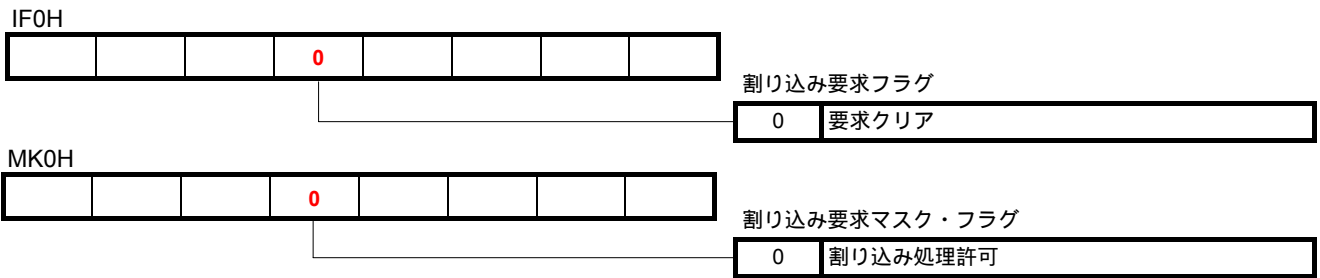 IF0H
0
割り込み要求フラグ
0 要求クリア
MK0H
0
割り込み要求マスク・フラグ
0 割り込み処理許可